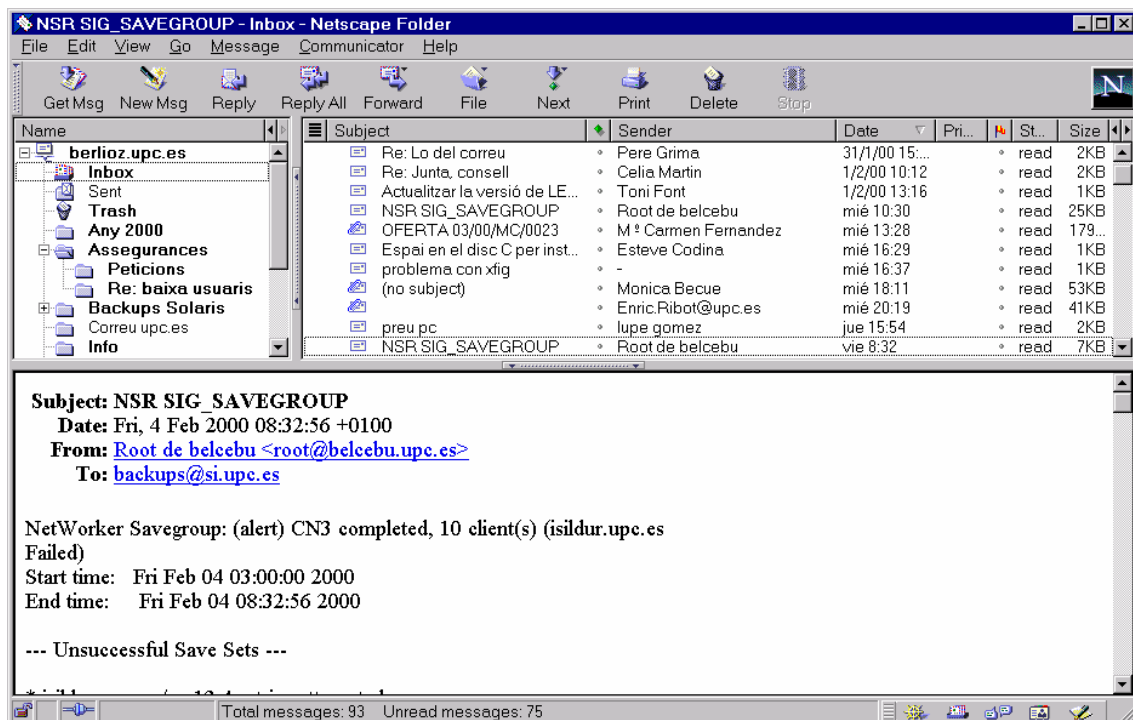 NSR SIG_SAVEGROUP - Inbox - Netscape Folder
File Edit View Go Message Communicator Help
Get Msg New Msg Reply Reply All Forward File Next Print Delete Stop
N
Name
berlioz.upc.es
Inbox
Sent
Trash
Any 2000
Assegurances
Peticions
Re: baixa usuaris
Backups Solaris
Correu upc.es
Info
Subject Sender Date Pri... St... Size
Re: Lo del correu Pere Grima 31/1/00 15:... read 2KB
Re: Junta, consell Celia Martin 1/2/00 10:12 read 2KB
Actualitzar la versió de LE... Toni Font 1/2/00 13:16 read 1KB
NSR SIG_SAVEGROUP Root de belcebu mié 10:30 read 25KB
OFERTA 03/00/MC/0023 M ª Carmen Fernandez mié 13:28 read 179...
Espai en el disc C per inst... Esteve Codina mié 16:29 read 1KB
problema con xfig - mié 16:37 read 1KB
(no subject) Monica Becue mié 18:11 read 53KB
Enric.Ribot@upc.es mié 20:19 read 41KB
preu pc lupe gomez jue 15:54 read 2KB
NSR SIG_SAVEGROUP Root de belcebu vie 8:32 read 7KB
Subject: NSR SIG_SAVEGROUP
Date: Fri, 4 Feb 2000 08:32:56 +0100
From: Root de belcebu <root@belcebu.upc.es>
To: backups@si.upc.es
NetWorker Savegroup: (alert) CN3 completed, 10 client(s) (isildur.upc.es
Failed)
Start time: Fri Feb 04 03:00:00 2000
End time: Fri Feb 04 08:32:56 2000
--- Unsuccessful Save Sets ---
Total messages: 93 Unread messages: 75